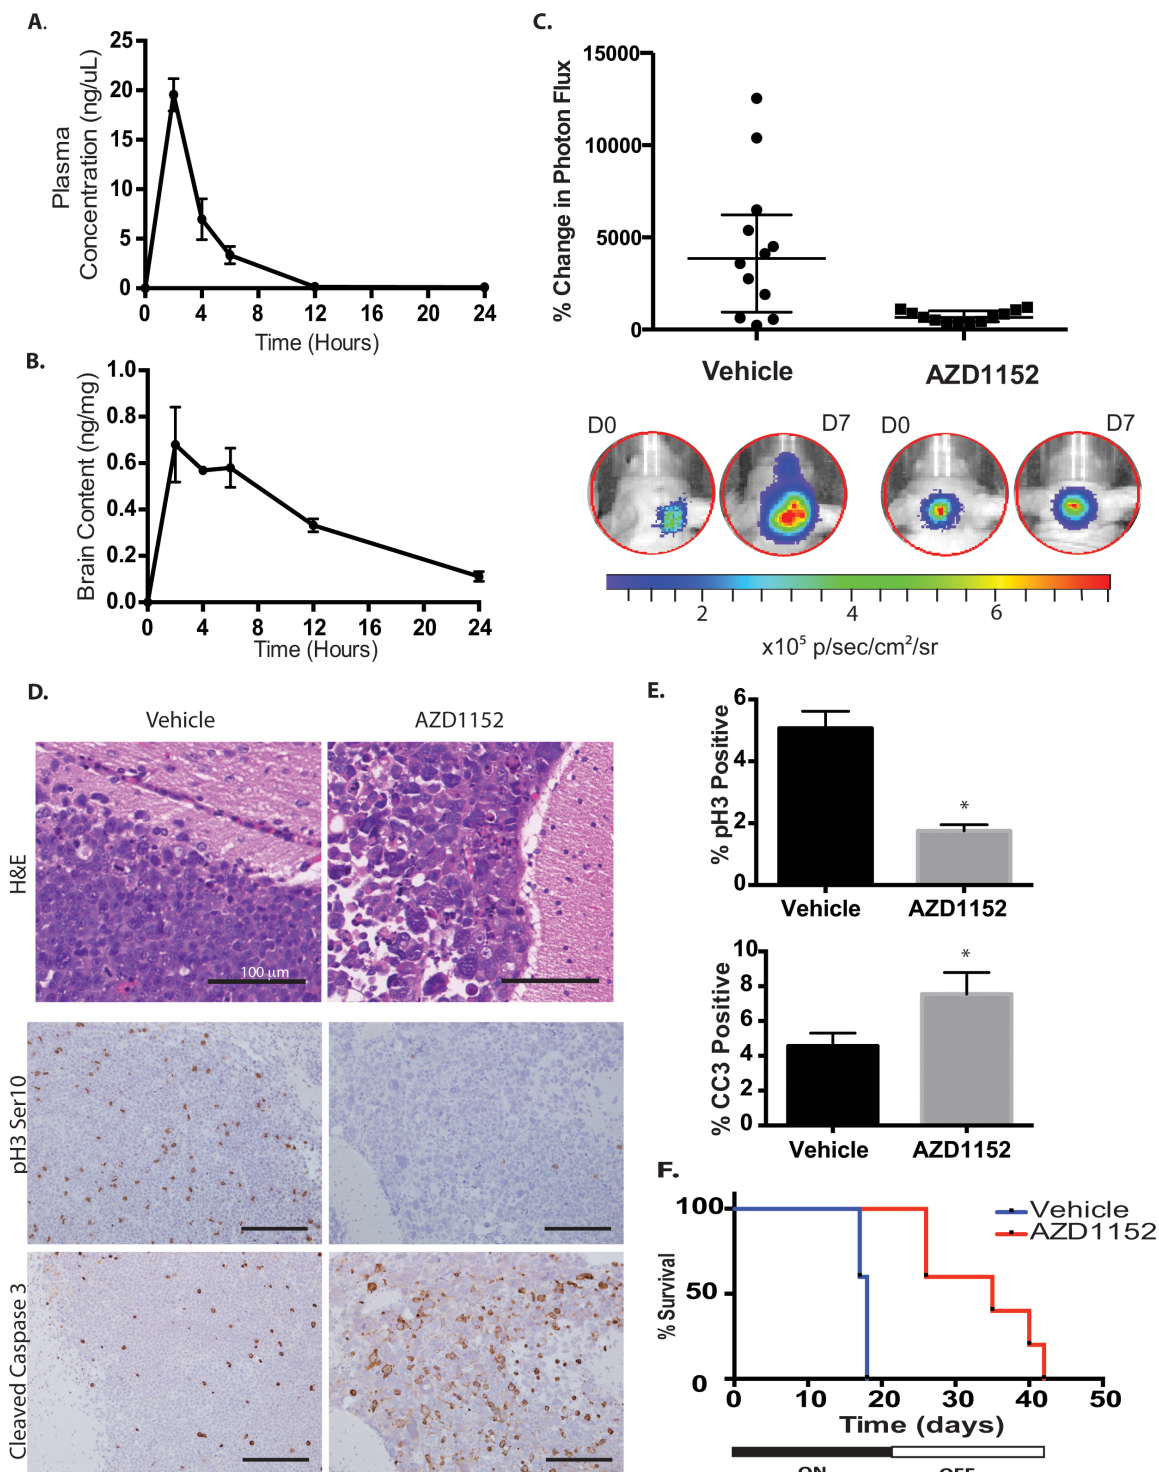 A.
25
20
15
10
5
0
Plasma
Concentration (ng/uL)
0 4 8 12 16 20 24
Time (Hours)
B.
1.0
0.8
0.6
0.4
0.2
0.0
Brain Content (ng/mg)
0 4 8 12 16 20 24
Time (Hours)
C.
15000
10000
5000
0
% Change in Photon Flux
Vehicle AZD1152
D0 D7 D0 D7
2 4 6
x10⁵ p/sec/cm²/sr
D.
Vehicle AZD1152
H&E
100 μm
pH3 Ser10
Cleaved Caspase 3
E.
6
4
2
0
% pH3 Positive
*
Vehicle AZD1152
10
8
6
4
2
0
% CC3 Positive
*
Vehicle AZD1152
F.
100
50
0
% Survival
Vehicle
AZD1152
0 10 20 30 40 50
Time (days)
ON OFF